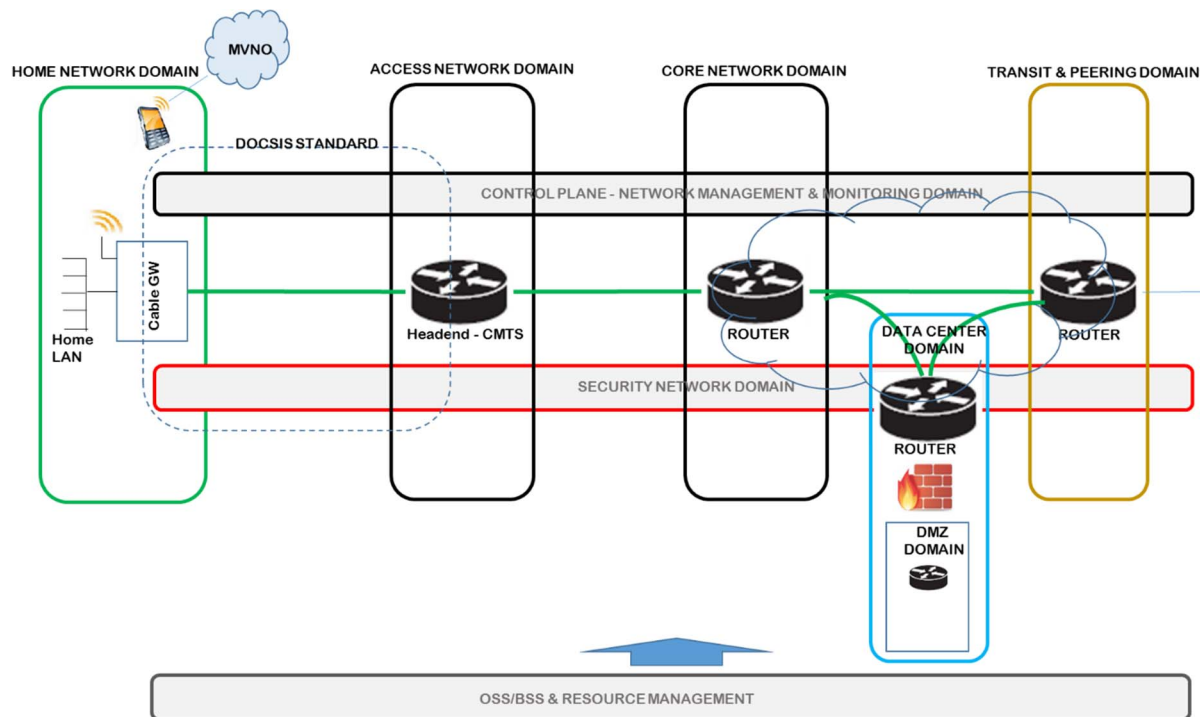 MVNO
HOME NETWORK DOMAIN
ACCESS NETWORK DOMAIN
CORE NETWORK DOMAIN
TRANSIT & PEERING DOMAIN
DOCSIS STANDARD
CONTROL PLANE - NETWORK MANAGEMENT & MONITORING DOMAIN
Cable GW
Home
LAN
Headend - CMTS
ROUTER
DATA CENTER
DOMAIN
ROUTER
SECURITY NETWORK DOMAIN
ROUTER
DMZ
DOMAIN
OSS/BSS & RESOURCE MANAGEMENT